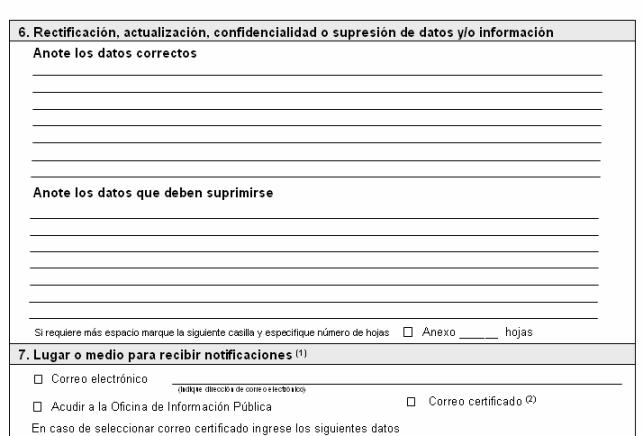 6. Rectificación, actualización, confidencialidad o supresión de datos y/o información
Anote los datos correctos
Anote los datos que deben suprimirse
Si requiere más espacio marque la siguiente casilla y especifique número de hojas □ Anexo ______ hojas
7. Lugar o medio para recibir notificaciones (1)
□ Correo electrónico
(Indique dirección de correo electrónico)
□ Acudir a la Oficina de Información Pública □ Correo certificado (2)
En caso de seleccionar correo certificado ingrese los siguientes datos